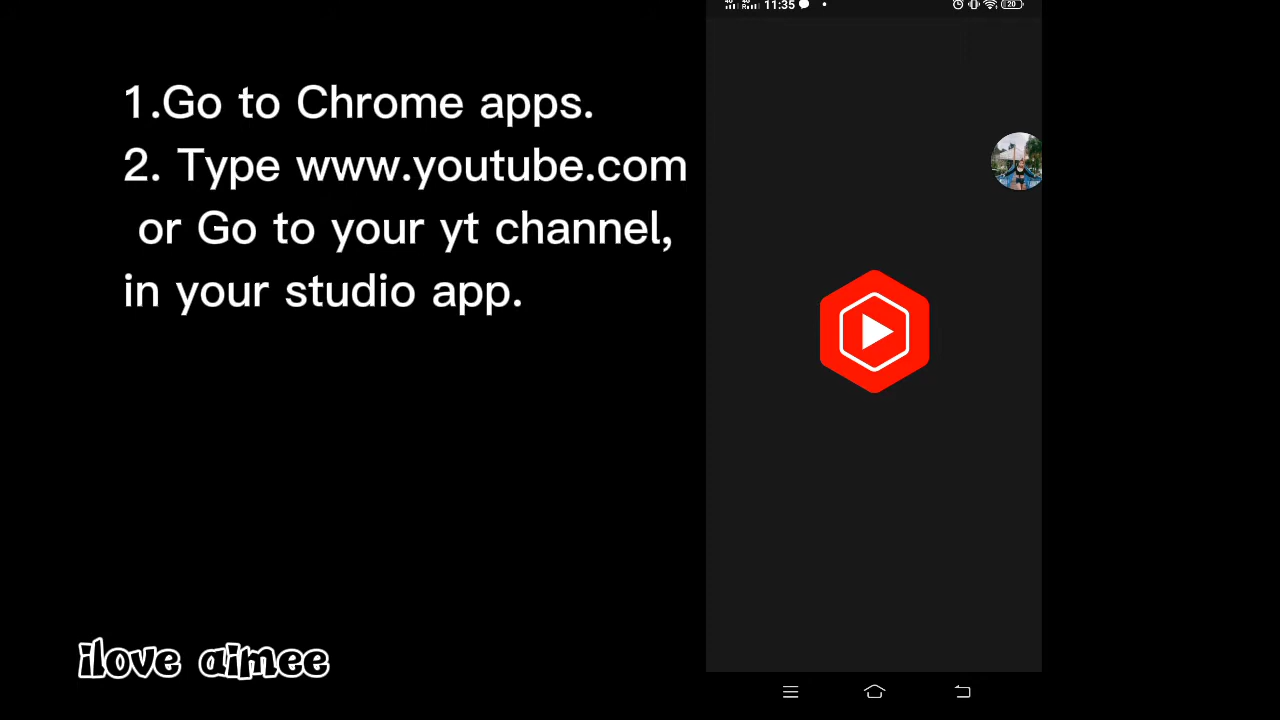 1.Go to Chrome apps.
2. Type www.youtube.com
or Go to your yt channel,
in your studio app.
11:35
20
ilove aimee